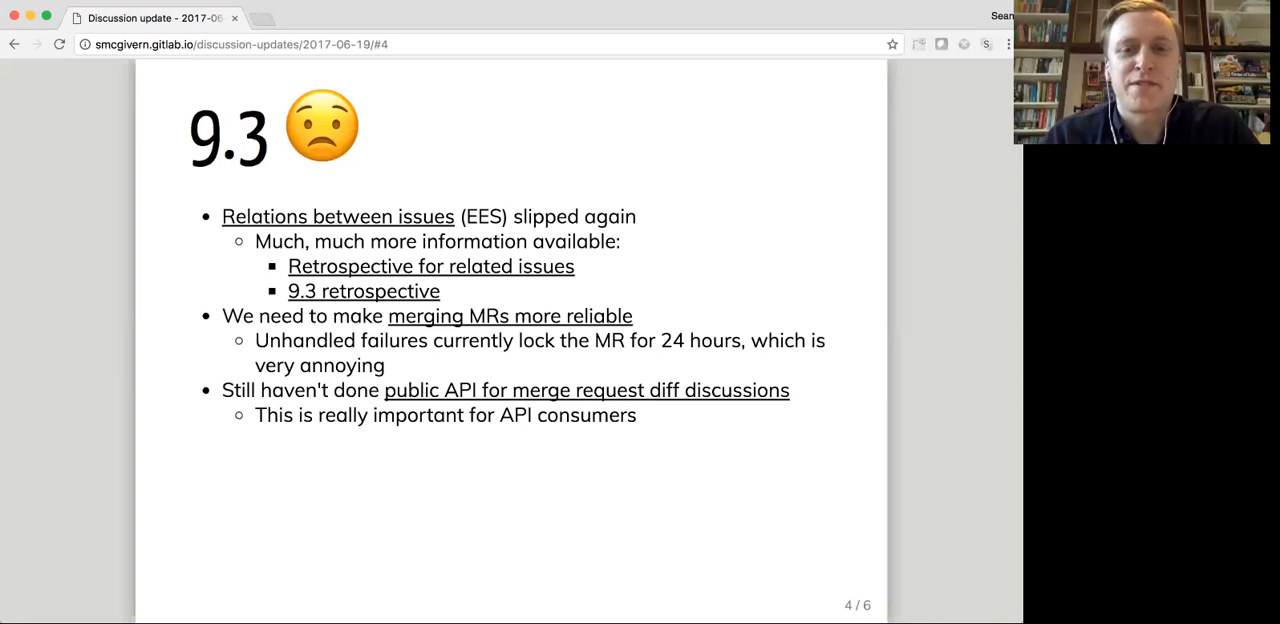 Discussion update - 2017-06-
Sean
smcgivern.gitlab.io/discussion-updates/2017-06-19/#4
S
9.3
Relations between issues (EES) slipped again
Much, much more information available:
Retrospective for related issues
9.3 retrospective
We need to make merging MRs more reliable
Unhandled failures currently lock the MR for 24 hours, which is
very annoying
Still haven't done public API for merge request diff discussions
This is really important for API consumers
4 / 6